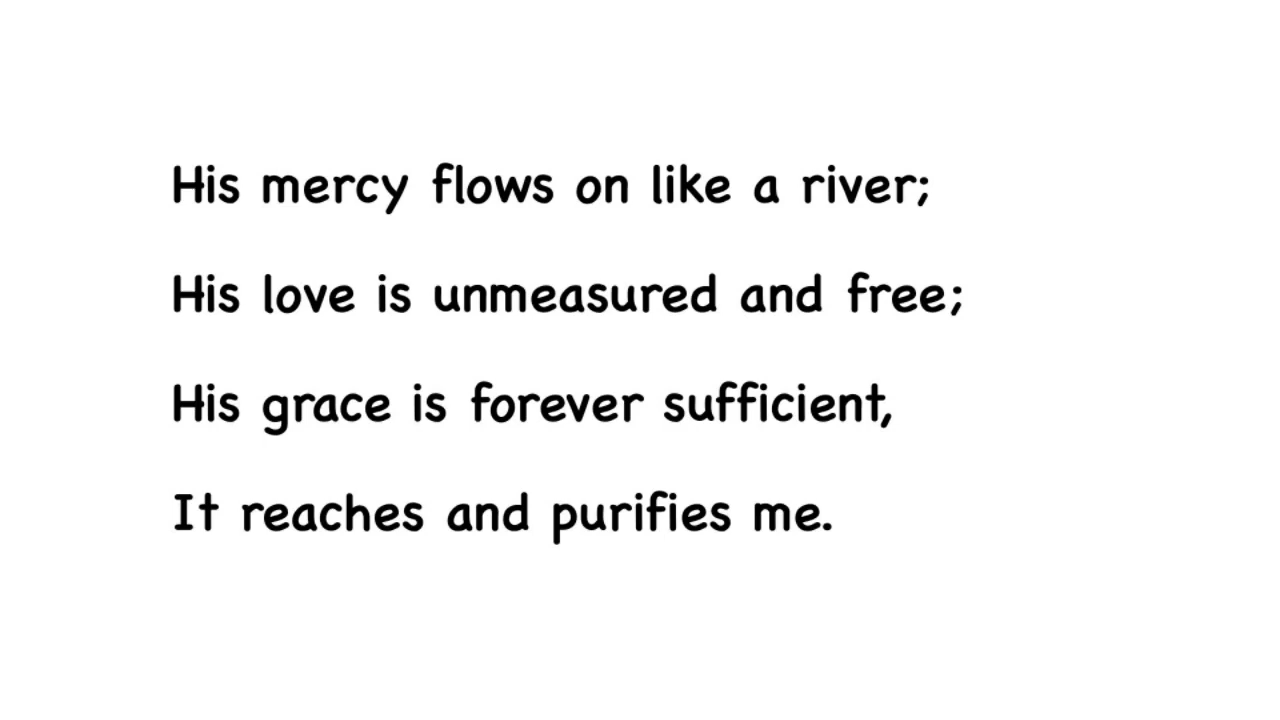 His mercy flows on like a river;
His love is unmeasured and free;
His grace is forever sufficient,
It reaches and purifies me.